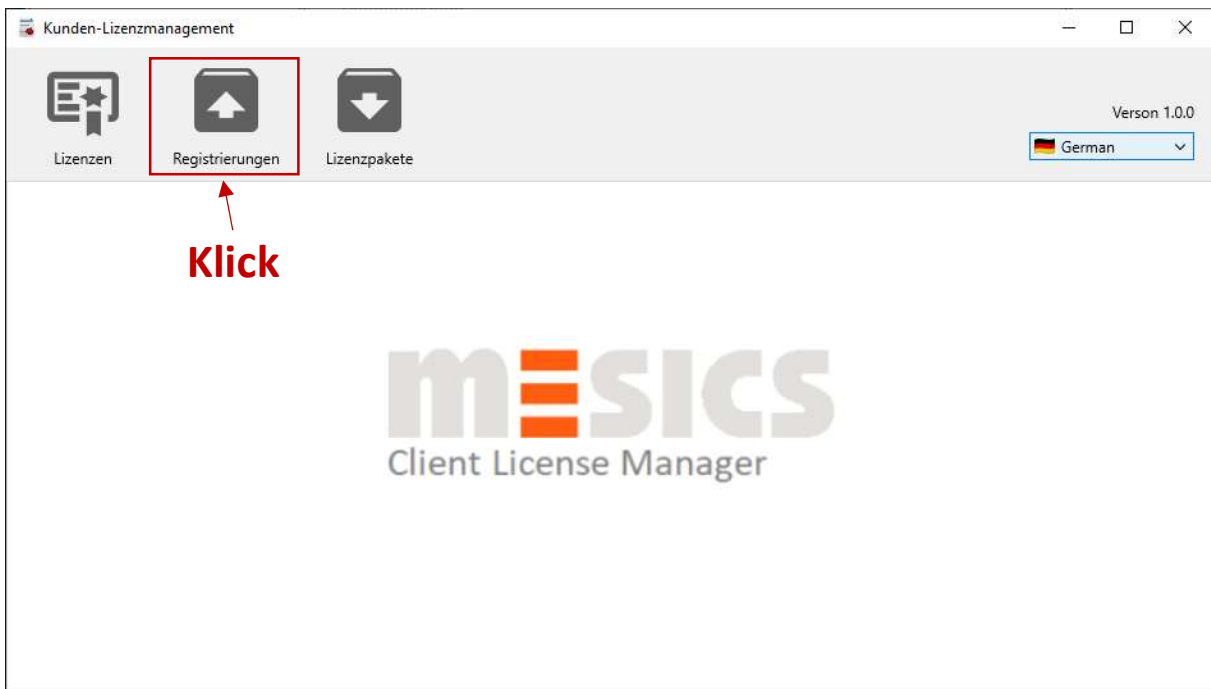 Kunden-Lizenzmanagement
Verson 1.0.0
German
Lizenzen
Registrierungen
Lizenzpakete
Klick
mESICS
Client License Manager